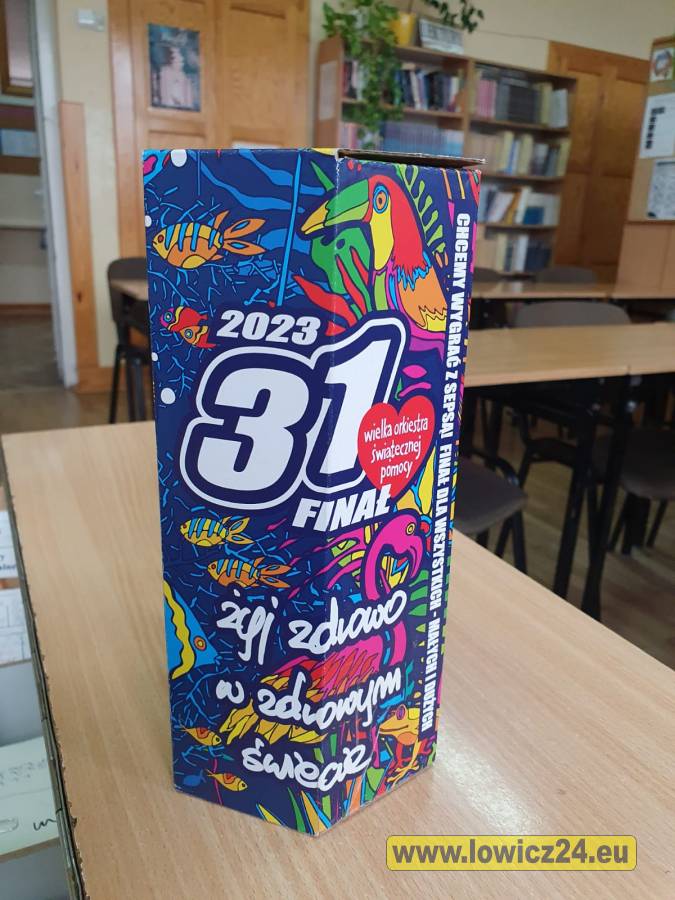 2023
31
FINAŁ
wielka orkiestra
świątecznej
pomocy
żyj zdrowo
w zdrowym
świecie
CHCEMY WYGRAĆ Z SEPSĄ! FINAŁ DLA WSZYSTKICH - MAŁYCH I DUŻYCH
www.lowicz24.eu